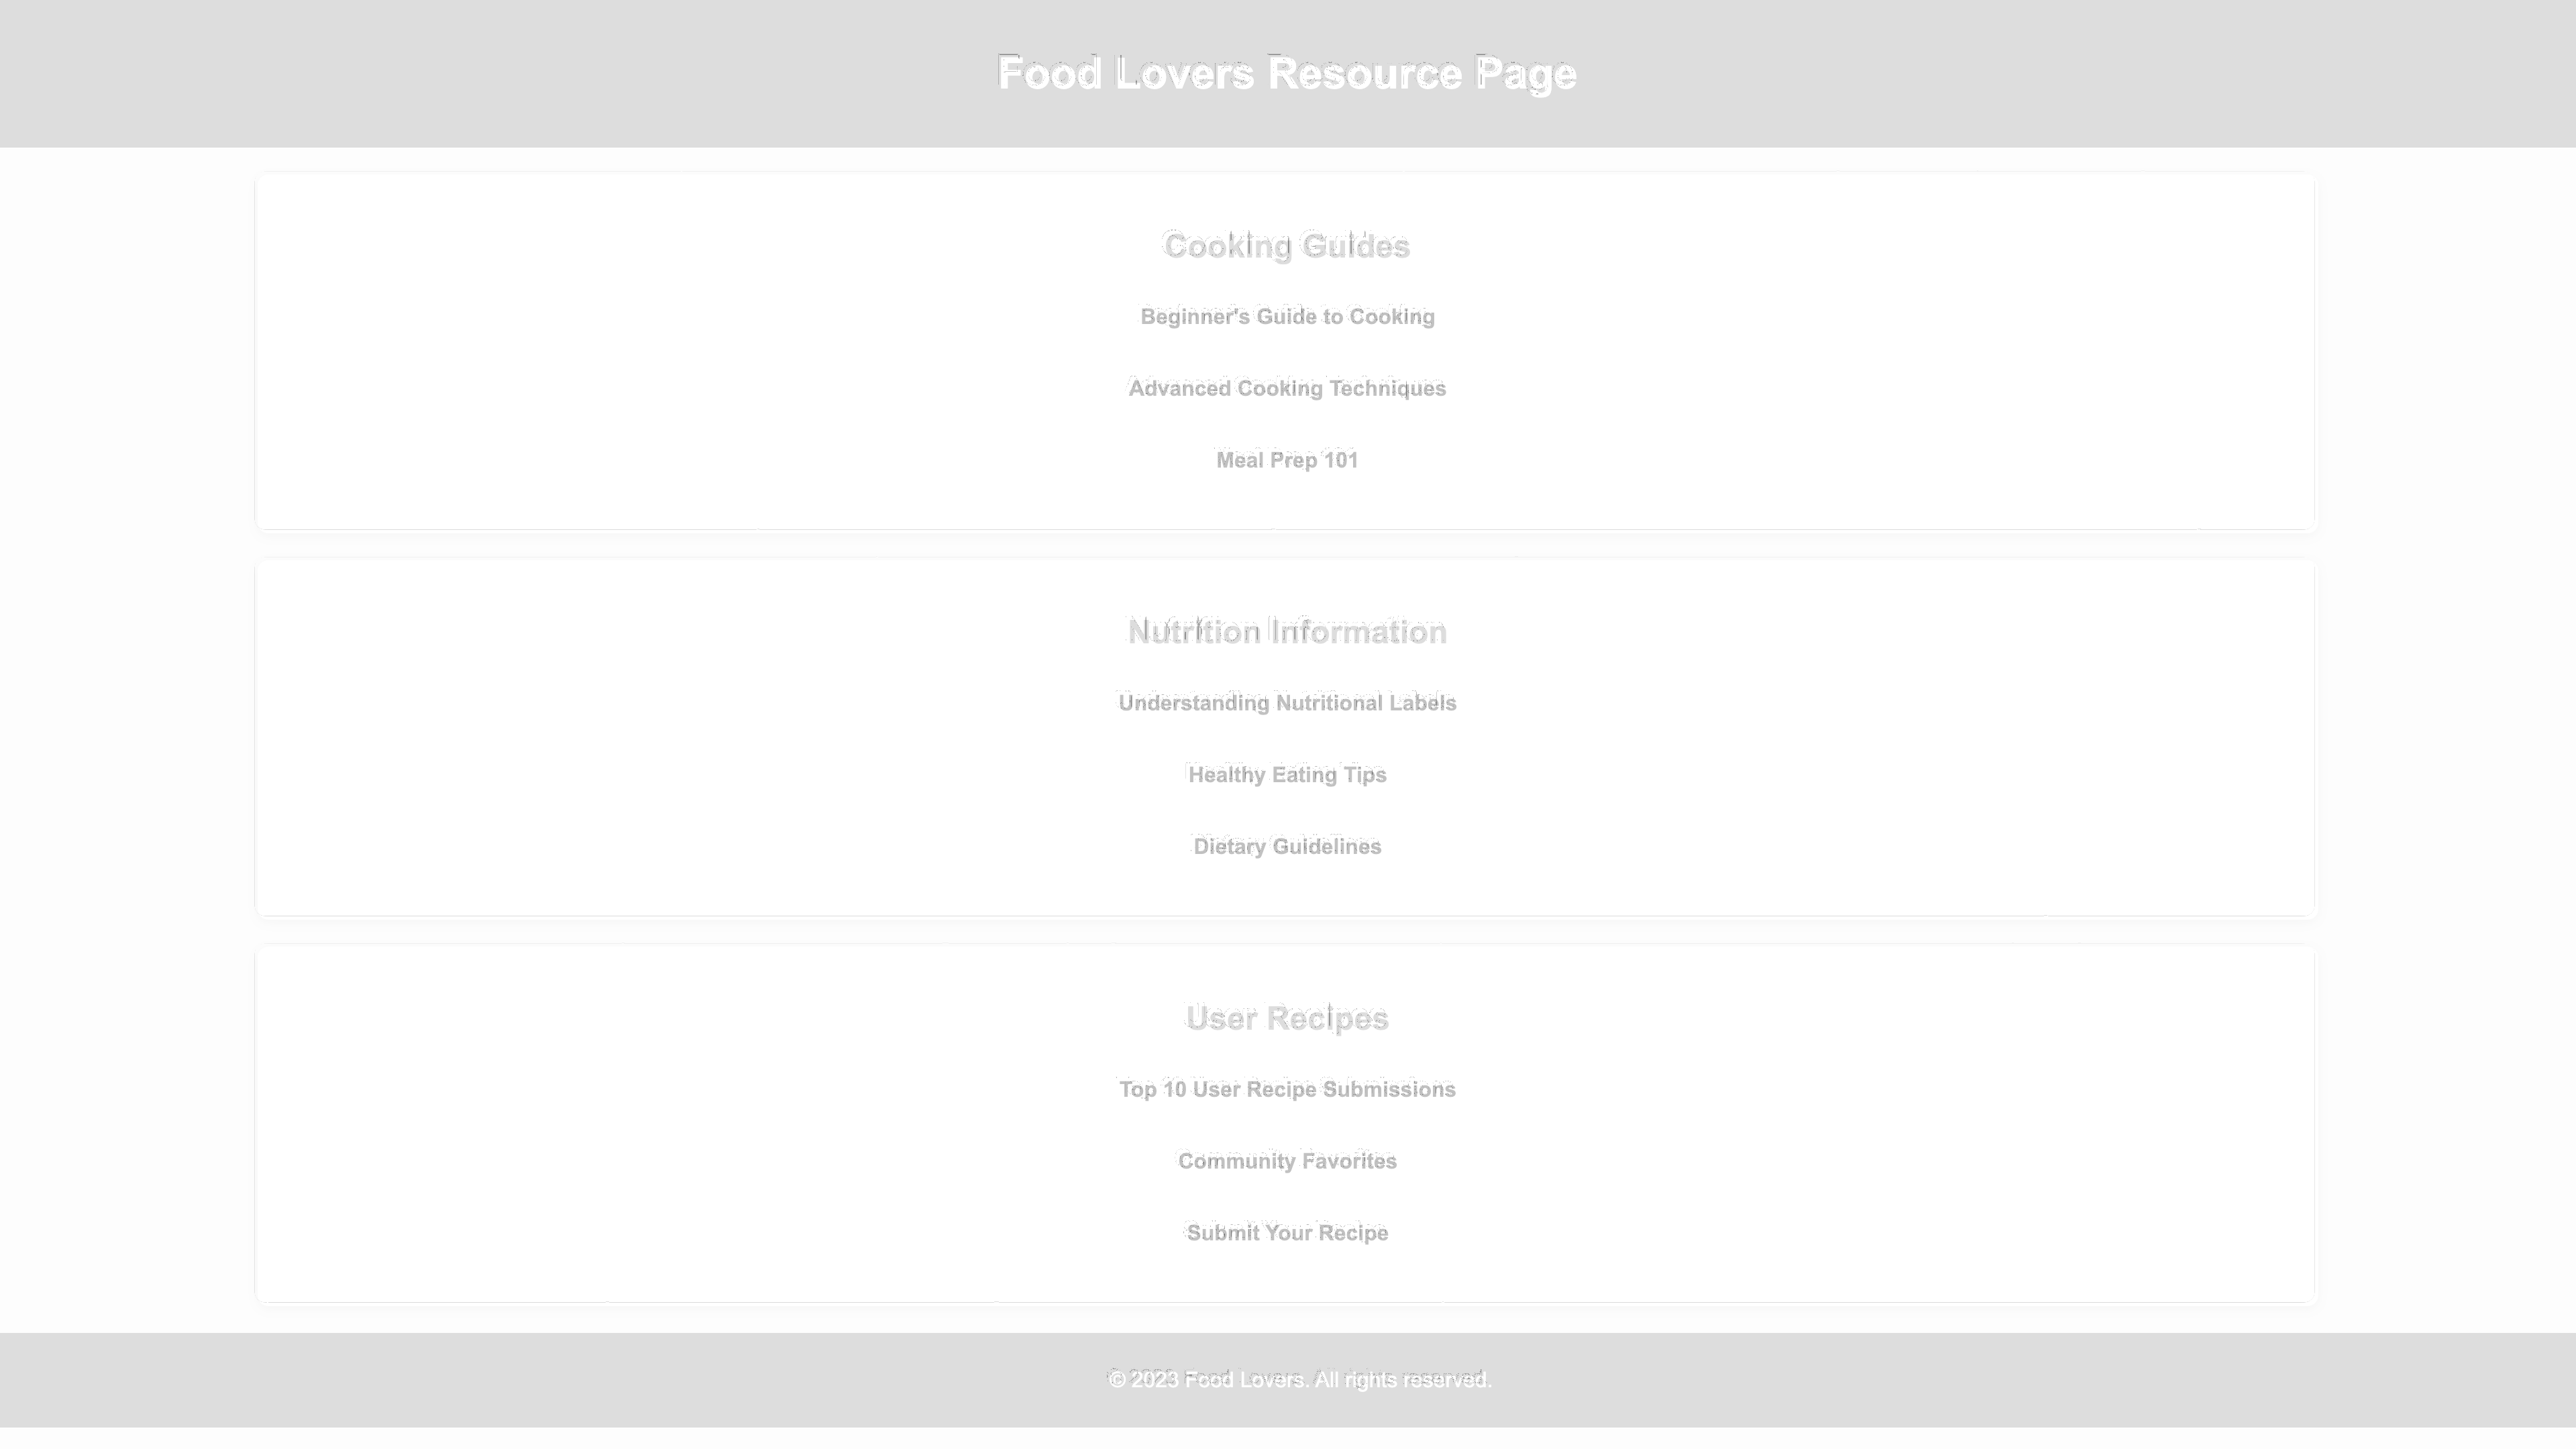 Food Lovers Resource Page
Cooking Guides
Beginner's Guide to Cooking
Advanced Cooking Techniques
Meal Prep 101
Nutrition Information
Understanding Nutritional Labels
Healthy Eating Tips
Dietary Guidelines
User Recipes
Top 10 User Recipe Submissions
Community Favorites
Submit Your Recipe
© 2023 Food Lovers. All rights reserved.